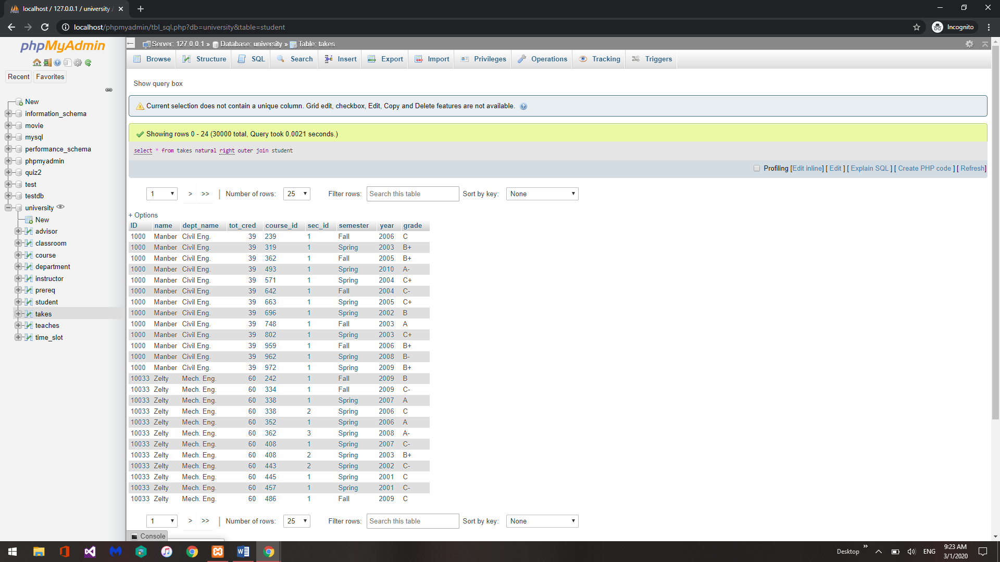 localhost / 127.0.0.1 / university /
localhost/phpmyadmin/tbl_sql.php?db=university&table=student
Incognito
phpMyAdmin
Recent
Favorites
New
information_schema
movie
mysql
performance_schema
phpmyadmin
quiz2
test
testdb
university
New
advisor
classroom
course
department
instructor
prereq
student
takes
teaches
time_slot
Server: 127.0.0.1 » Database: university » Table: takes
Browse Structure SQL Search Insert Export Import Privileges Operations Tracking Triggers
Show query box
Current selection does not contain a unique column. Grid edit, checkbox, Edit, Copy and Delete features are not available.
Showing rows 0 - 24 (30000 total, Query took 0.0021 seconds.)
select * from takes natural right outer join student
Profiling [Edit inline] [ Edit ] [ Explain SQL ] [ Create PHP code ] [ Refresh]
1 > >> | Number of rows: 25 Filter rows: Search this table Sort by key: None
+ Options
ID name dept_name tot_cred course_id sec_id semester year grade
1000 Manber Civil Eng. 39 239 1 Fall 2006 C
1000 Manber Civil Eng. 39 319 1 Spring 2003 B+
1000 Manber Civil Eng. 39 362 1 Fall 2005 B+
1000 Manber Civil Eng. 39 493 1 Spring 2010 A-
1000 Manber Civil Eng. 39 571 1 Spring 2004 C+
1000 Manber Civil Eng. 39 642 1 Fall 2004 C-
1000 Manber Civil Eng. 39 663 1 Spring 2005 C+
1000 Manber Civil Eng. 39 696 1 Spring 2002 B
1000 Manber Civil Eng. 39 748 1 Fall 2003 A
1000 Manber Civil Eng. 39 802 1 Spring 2003 C+
1000 Manber Civil Eng. 39 959 1 Fall 2006 B+
1000 Manber Civil Eng. 39 962 1 Spring 2008 B-
1000 Manber Civil Eng. 39 972 1 Spring 2009 B+
10033 Zelty Mech. Eng. 60 242 1 Fall 2009 B
10033 Zelty Mech. Eng. 60 334 1 Fall 2009 C-
10033 Zelty Mech. Eng. 60 338 1 Spring 2007 A
10033 Zelty Mech. Eng. 60 338 2 Spring 2006 C
10033 Zelty Mech. Eng. 60 352 1 Spring 2006 A
10033 Zelty Mech. Eng. 60 362 3 Spring 2008 A-
10033 Zelty Mech. Eng. 60 408 1 Spring 2007 C-
10033 Zelty Mech. Eng. 60 408 2 Spring 2003 B+
10033 Zelty Mech. Eng. 60 443 2 Spring 2002 C-
10033 Zelty Mech. Eng. 60 445 1 Spring 2001 C
10033 Zelty Mech. Eng. 60 457 1 Spring 2001 C-
10033 Zelty Mech. Eng. 60 486 1 Fall 2009 C
1 > >> | Number of rows: 25 Filter rows: Search this table Sort by key: None
Console
Desktop » ENG 9:23 AM
3/1/2020